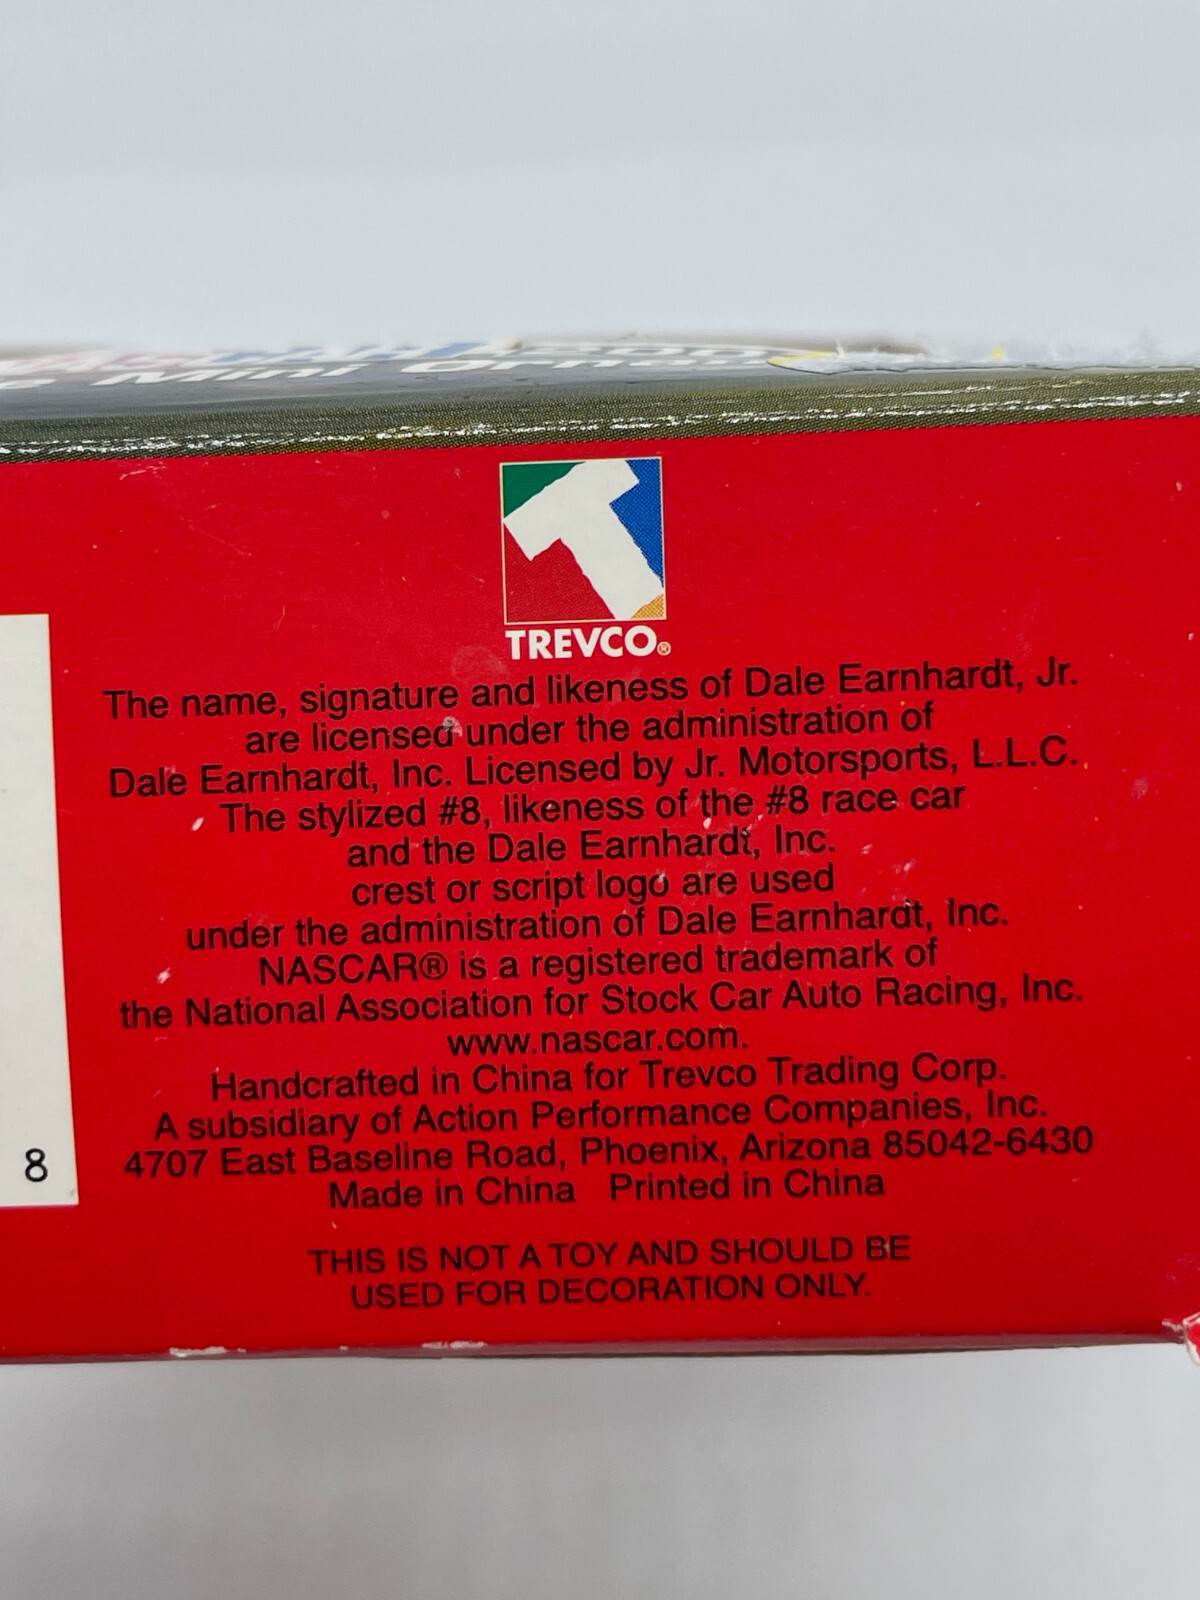 Mini
TREVCO®
The name, signature and likeness of Dale Earnhardt, Jr.
are licensed under the administration of
Dale Earnhardt, Inc. Licensed by Jr. Motorsports, L.L.C.
The stylized #8, likeness of the #8 race car
and the Dale Earnhardt, Inc.
crest or script logo are used
under the administration of Dale Earnhardt, Inc.
NASCAR® is a registered trademark of
the National Association for Stock Car Auto Racing, Inc.
www.nascar.com.
Handcrafted in China for Trevco Trading Corp.
A subsidiary of Action Performance Companies, Inc.
4707 East Baseline Road, Phoenix, Arizona 85042-6430
Made in China Printed in China
8
THIS IS NOT A TOY AND SHOULD BE
USED FOR DECORATION ONLY.